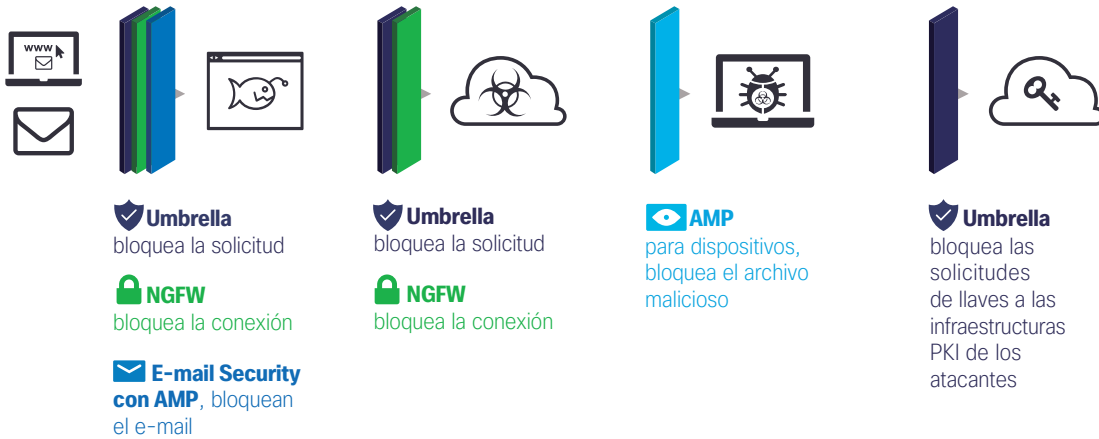 www
Umbrella
bloquea la solicitud
NGFW
bloquea la conexión
E-mail Security
con AMP, bloquean
el e-mail
Umbrella
bloquea la solicitud
NGFW
bloquea la conexión
AMP
para dispositivos,
bloquea el archivo
malicioso
Umbrella
bloquea las
solicitudes
de llaves a las
infraestructuras
PKI de los
atacantes